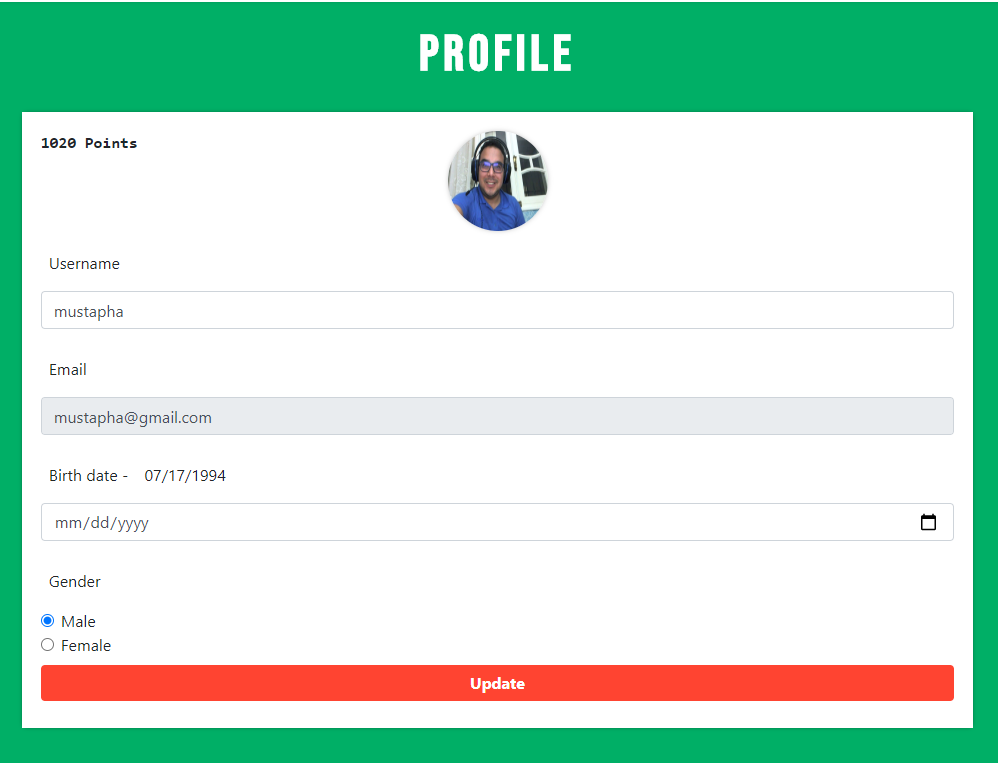 PROFILE
1020 Points
Username
mustapha
Email
mustapha@gmail.com
Birth date - 07/17/1994
mm/dd/yyyy
Gender
Male
Female
Update